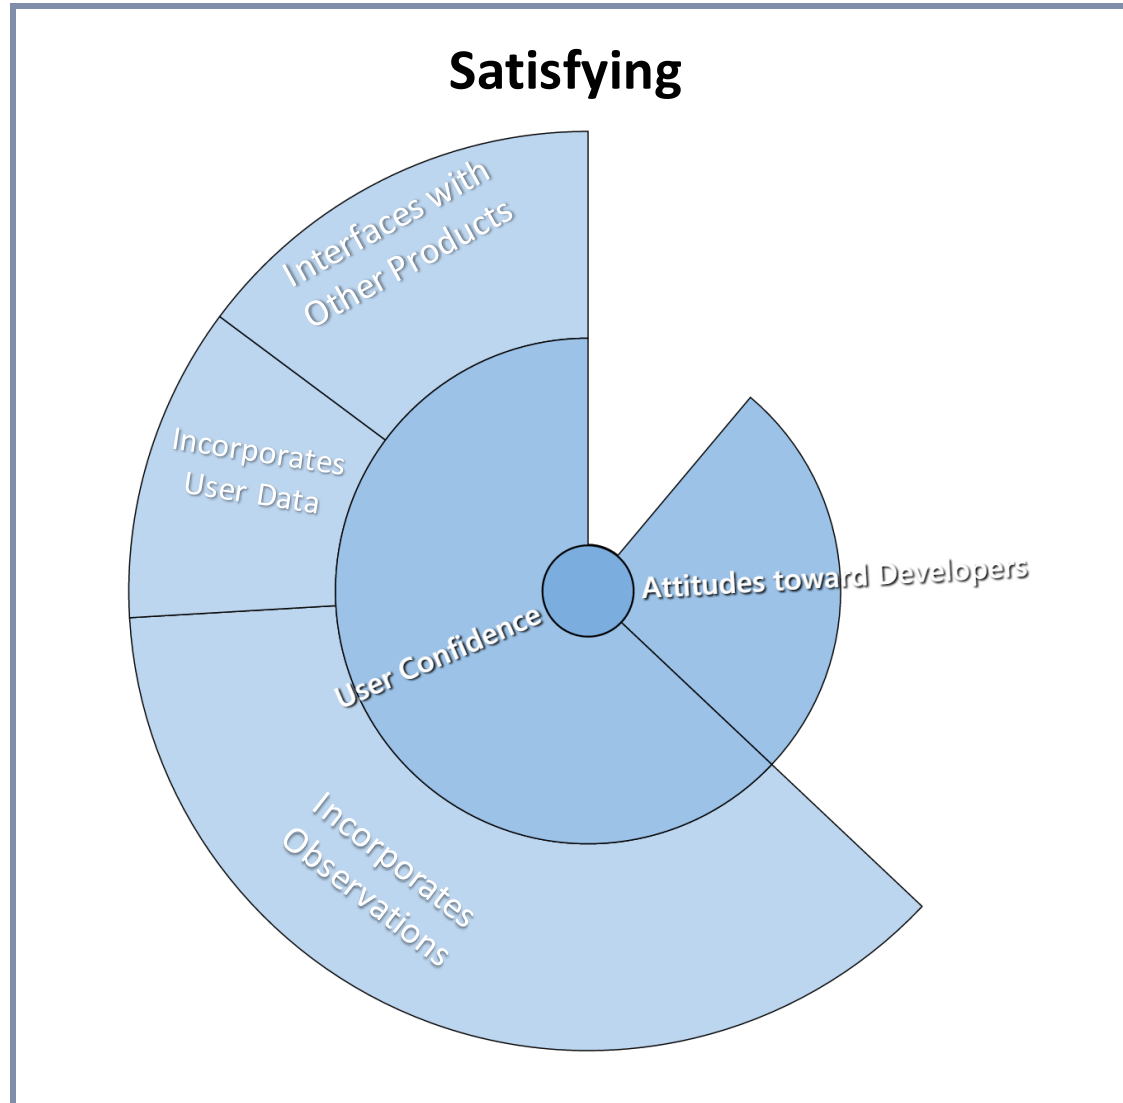 Satisfying
Interfaces with
Other Products
Incorporates
User Data
Attitudes toward Developers
User Confidence
Incorporates
Observations